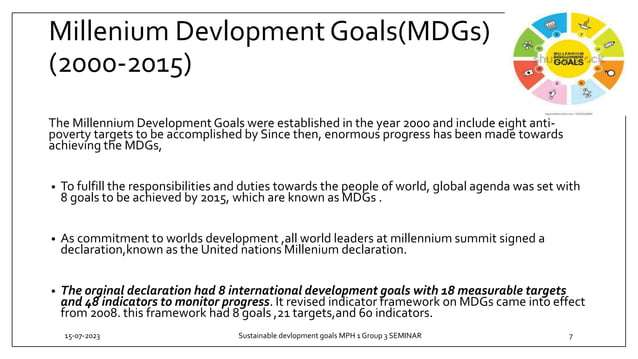 Millenium Devlopment Goals(MDGs)
(2000-2015)
MILLENNIUM
DEVELOPMENT
GOALS
The Millennium Development Goals were established in the year 2000 and include eight anti-
poverty targets to be accomplished by Since then, enormous progress has been made towards
achieving the MDGs,
▪ To fulfill the responsibilities and duties towards the people of world, global agenda was set with
8 goals to be achieved by 2015, which are known as MDGs .
▪ As commitment to worlds development ,all world leaders at millennium summit signed a
declaration,known as the United nations Millenium declaration.
▪ The orginal declaration had 8 international development goals with 18 measurable targets
and 48 indicators to monitor progress. It revised indicator framework on MDGs came into effect
from 2008. this framework had 8 goals ,21 targets,and 60 indicators.
15-07-2023 Sustainable devlopment goals MPH 1 Group 3 SEMINAR 7